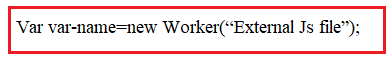 Var var-name=new Worker(“External Js file”);